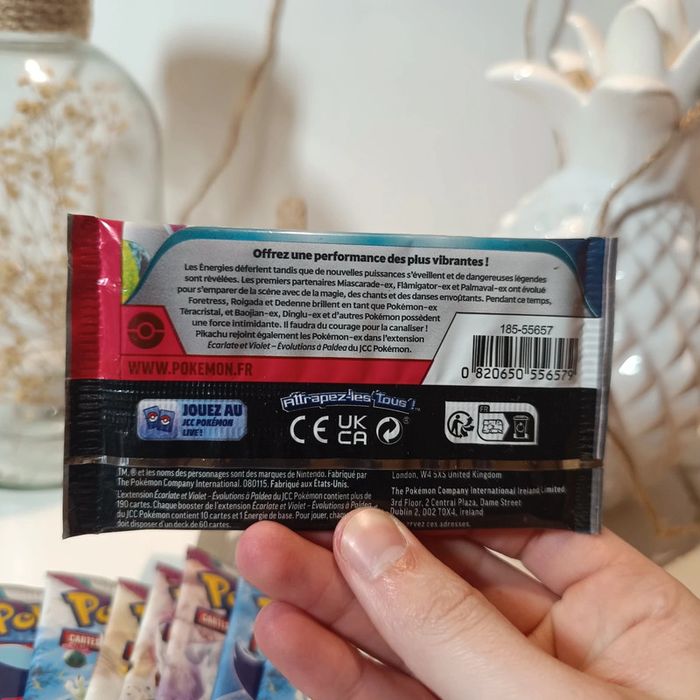 Offrez une performance des plus vibrantes !
Les Énergies déferlent tandis que de nouvelles puissances s'éveillent et de dangereuses légendes
sont révélées. Les premiers partenaires Miascarade-ex, Flâmigator-ex et Palmaval-ex ont évolué
pour s'emparer de la scène avec de la magie, des chants et des danses envoûtants. Pendant ce temps,
Foretress, Roigada et Dedenne brillent en tant que Pokémon-ex
Téracristal, et Baojian-ex, Dinglu-ex et d'autres Pokémon possèdent
une force intimidante. Il faudra du courage pour la canaliser !
Pikachu rejoint également les Pokémon-ex dans l'extension
Écarlate et Violet – Évolutions à Paldea du JCC Pokémon.
WWW.POKEMON.FR
185-55657
0 820650 556579
Attrapez-les Tous !
JOUEZ AU
JCC POKÉMON
LIVE !
CE UK
CA
FR
TM, ® et les noms des personnages sont des marques de Nintendo. Fabriqué par
The Pokémon Company International. 080115. Fabriqué aux États-Unis.
L'extension Écarlate et Violet – Évolutions à Paldea du JCC Pokémon contient plus de
190 cartes. Chaque booster de l'extension Écarlate et Violet – Évolutions à Paldea
du JCC Pokémon contient 10 cartes et 1 Énergie de base. Pour jouer,
doit disposer d'un deck de 60 cartes.
London, W4 5XS United Kingdom
The Pokémon Company International Ireland Limited
3rd Floor, 2 Central Plaza, Dame Street
Dublin 2, D02 T0X4, Ireland
ces adresses.
CARTES